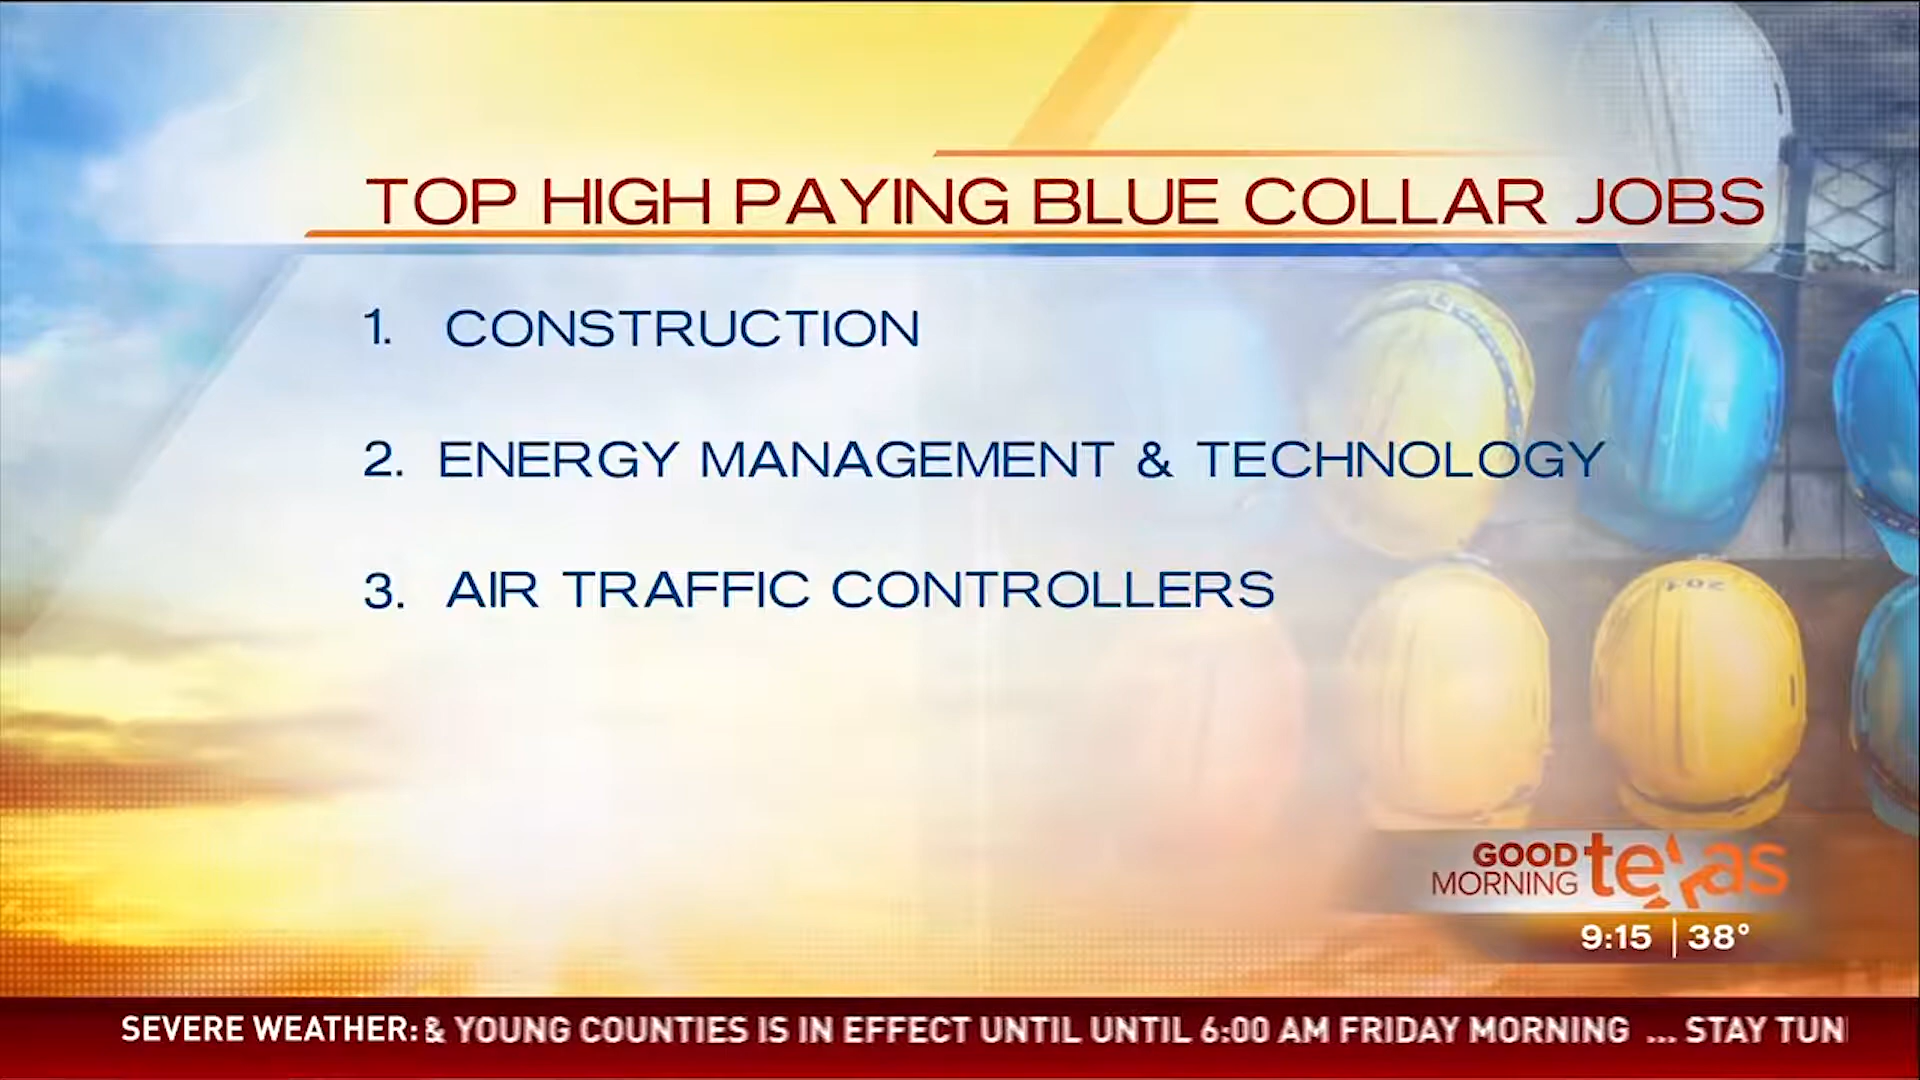 TOP HIGH PAYING BLUE COLLAR JOBS
1. CONSTRUCTION
2. ENERGY MANAGEMENT & TECHNOLOGY
3. AIR TRAFFIC CONTROLLERS
204
GOOD
MORNING texas
9:15 | 38°
SEVERE WEATHER: & YOUNG COUNTIES IS IN EFFECT UNTIL UNTIL 6:00 AM FRIDAY MORNING ... STAY TUN